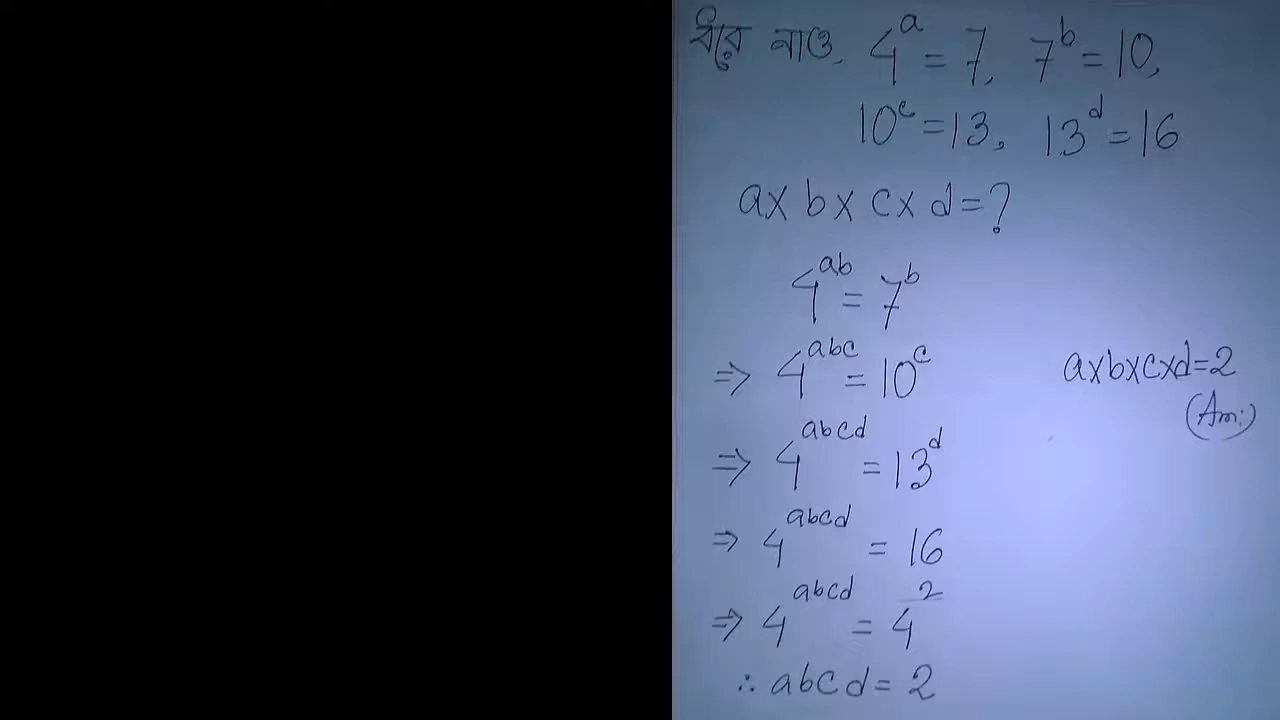 ধরে নাও, 4^a = 7, 7^b = 10,
10^c = 13, 13^d = 16
a x b x c x d = ?
4^ab = 7^b
⇒ 4^abc = 10^c
⇒ 4^abcd = 13^d
⇒ 4^abcd = 16
⇒ 4^abcd = 4^2
∴ abcd = 2
axbxcxd=2
(Ans:)